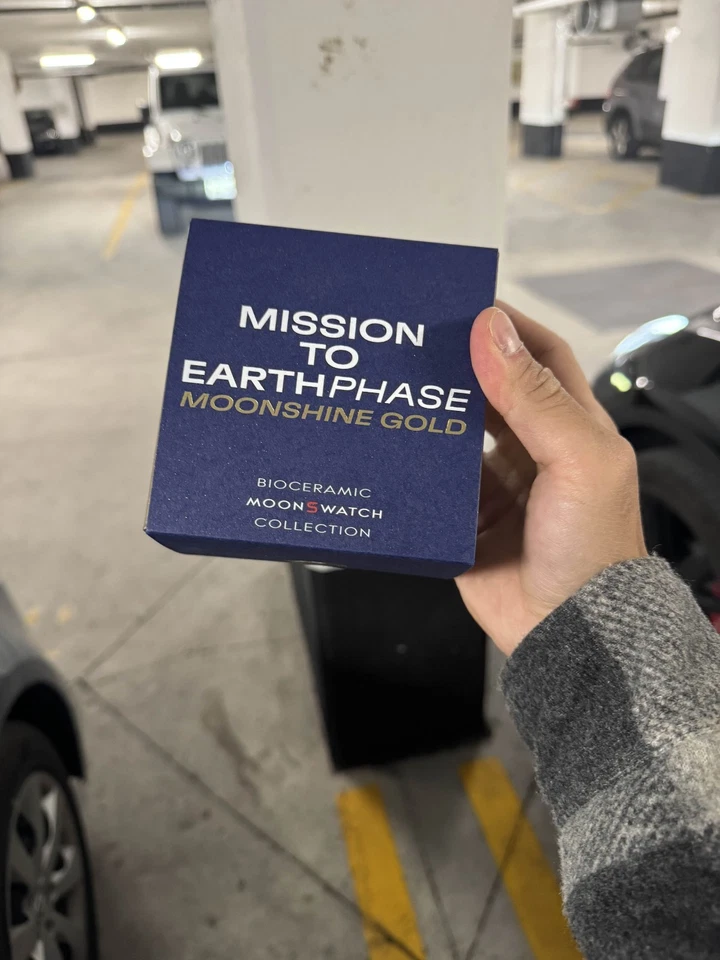 MISSION
TO
EARTHPHASE
MOONSHINE GOLD
BIOCERAMIC
MOONSWATCH
COLLECTION